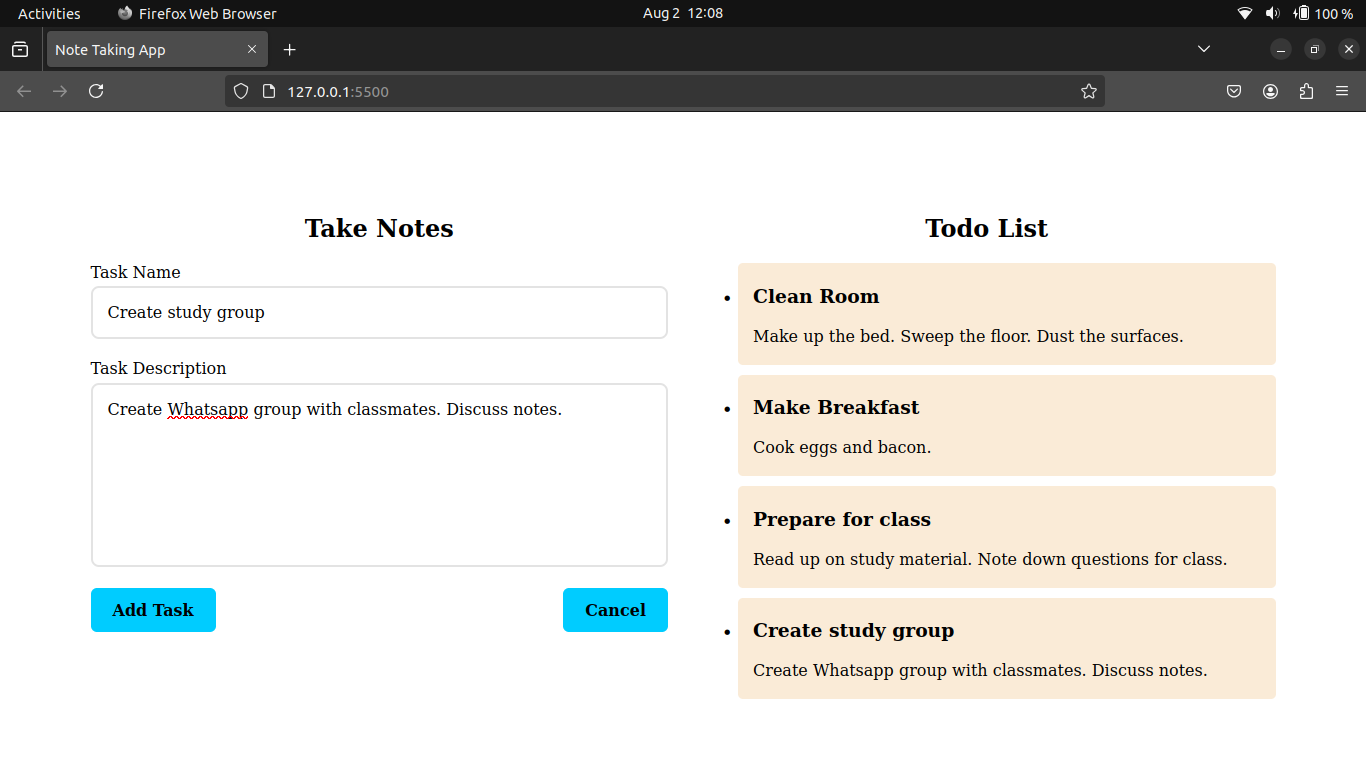 Activities
Firefox Web Browser
Aug 2 12:08
100 %
Note Taking App
127.0.0.1:5500
Take Notes
Task Name
Create study group
Task Description
Create Whatsapp group with classmates. Discuss notes.
Add Task
Cancel
Todo List
Clean Room
Make up the bed. Sweep the floor. Dust the surfaces.
Make Breakfast
Cook eggs and bacon.
Prepare for class
Read up on study material. Note down questions for class.
Create study group
Create Whatsapp group with classmates. Discuss notes.